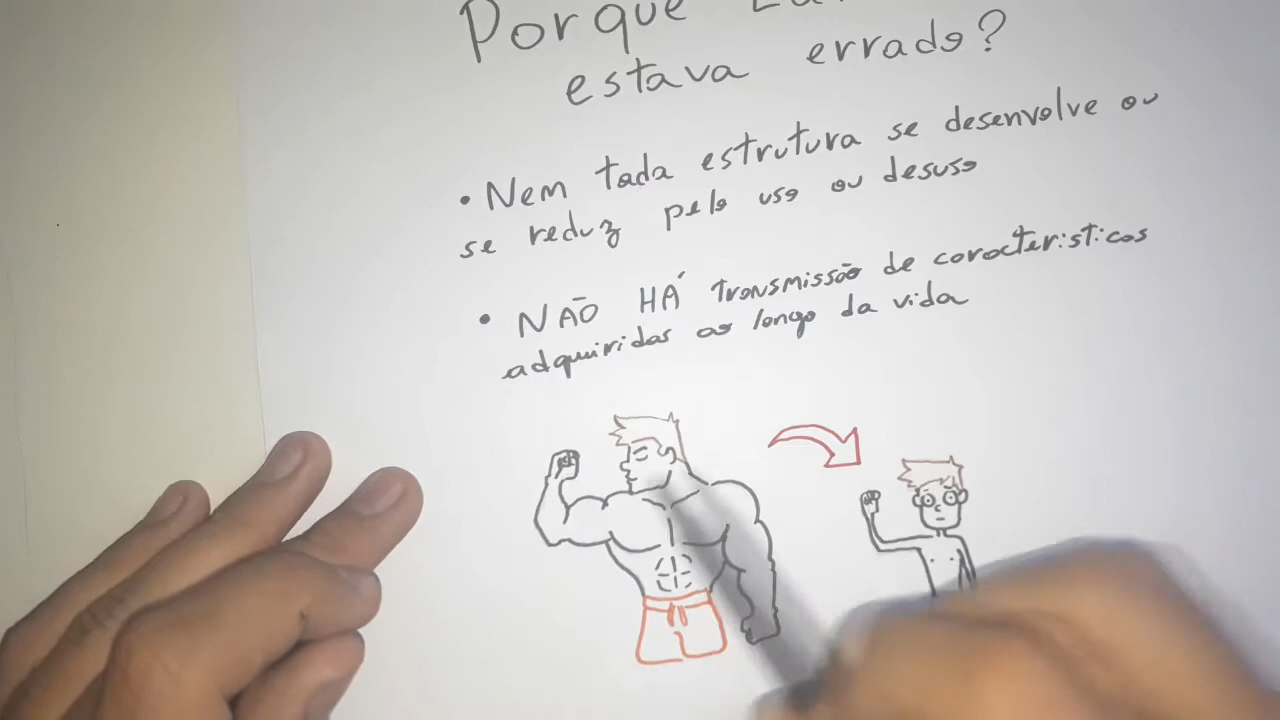 Porque
estava errado?
• Nem toda estrutura se desenvolve ou
se reduz pelo uso ou desuso
• NÃO HÁ transmissão de características
adquiridas ao longo da vida